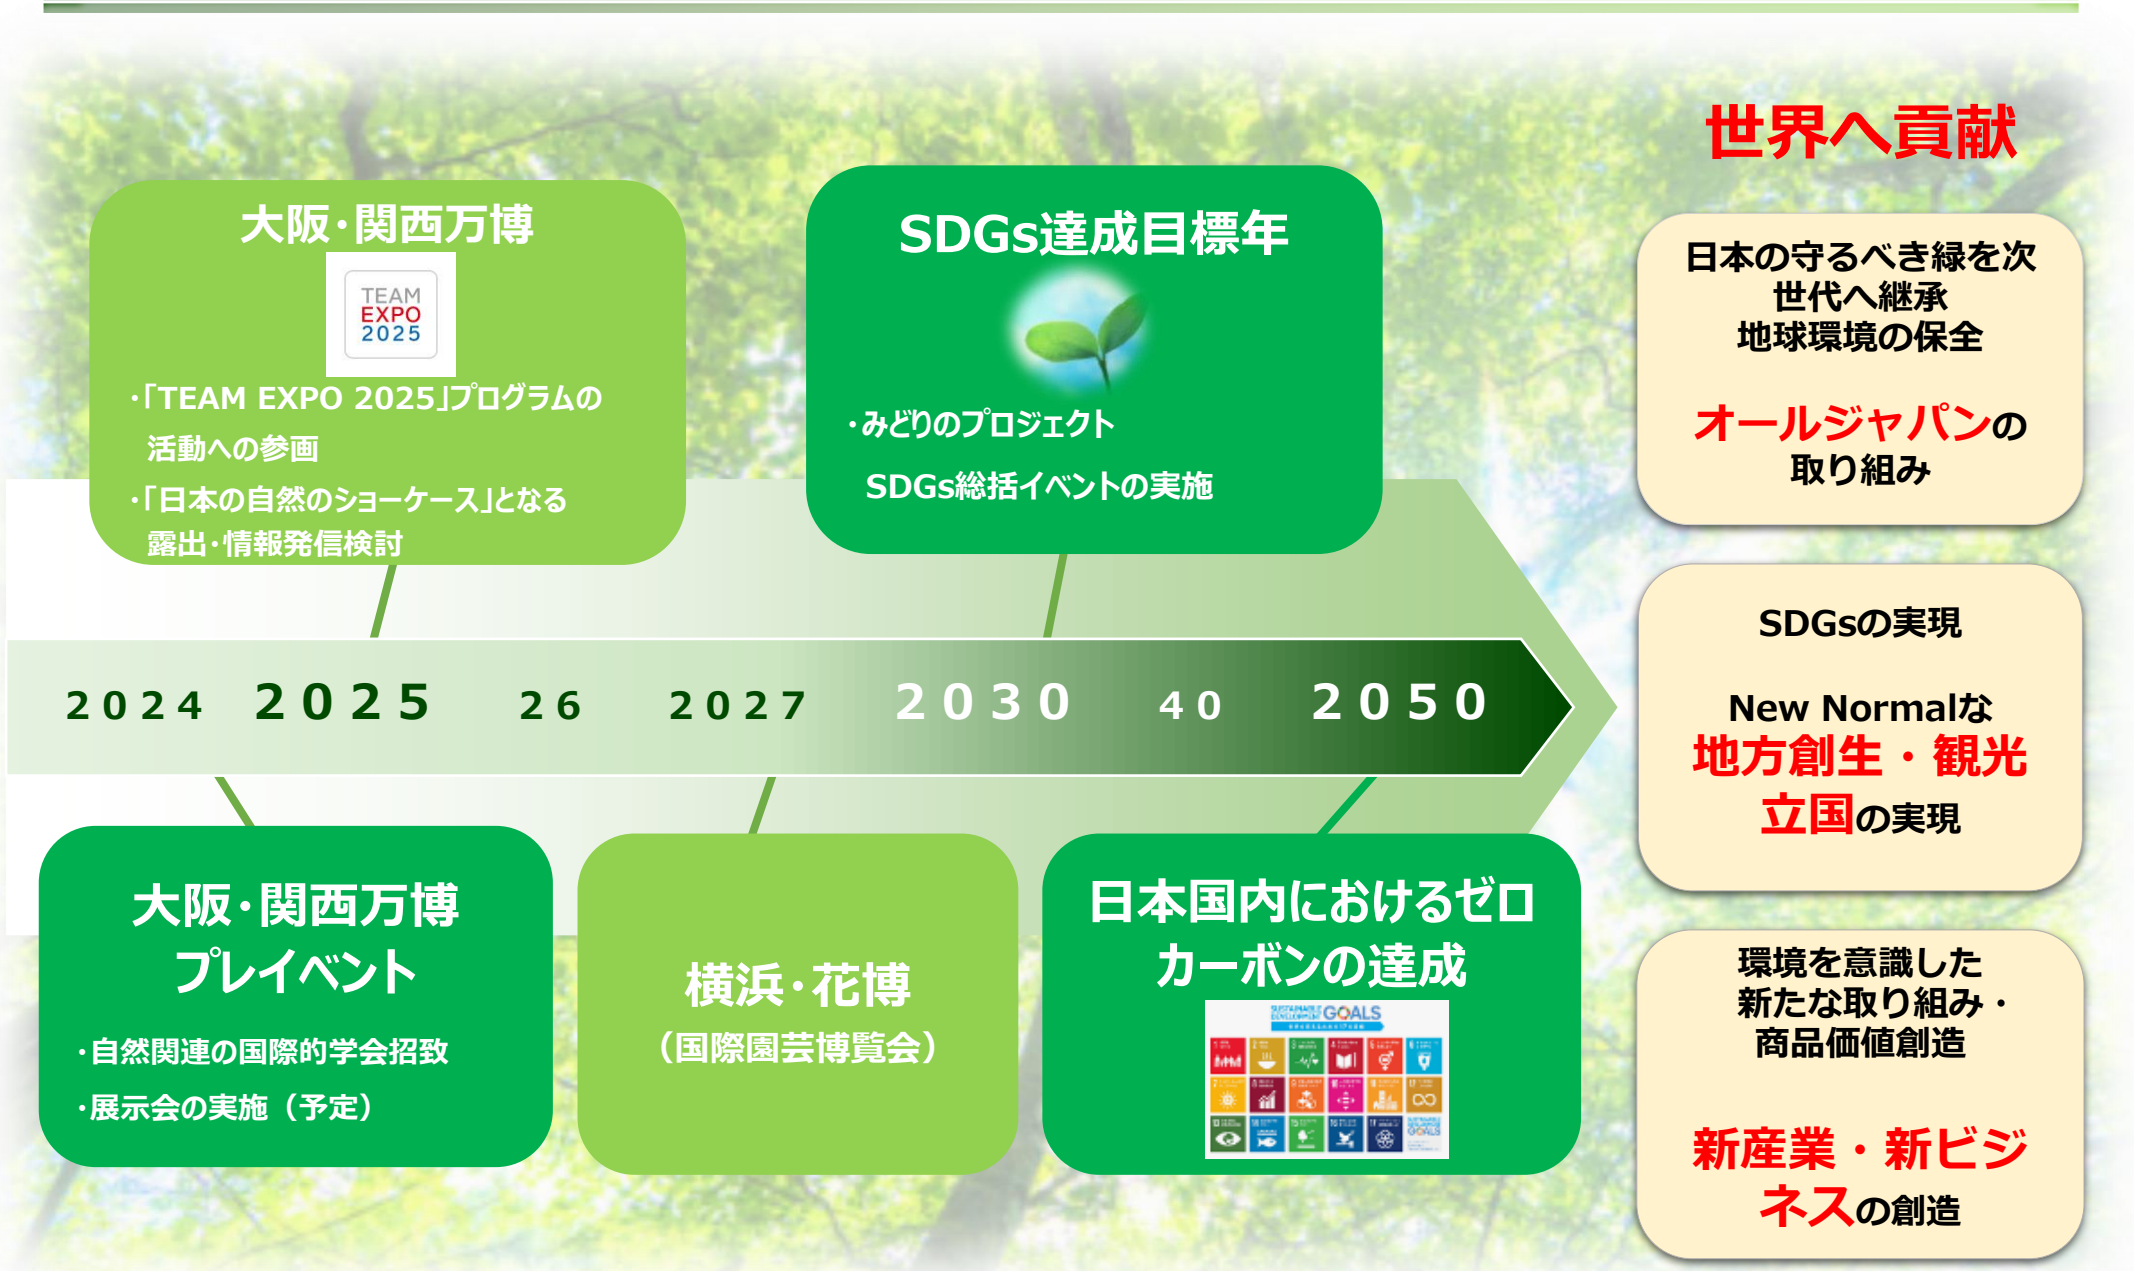 世界へ貢献
大阪・関西万博
TEAM
EXPO
2025
・「TEAM EXPO 2025」プログラムの
活動への参画
・「日本の自然のショーケース」となる
露出・情報発信検討
SDGs達成目標年
・みどりのプロジェクト
SDGs総括イベントの実施
2024
2025
26
2027
2030
40
2050
大阪・関西万博
プレイベント
・自然関連の国際的学会招致
・展示会の実施（予定）
横浜・花博
（国際園芸博覧会）
日本国内におけるゼロ
カーボンの達成
SUSTAINABLE
DEVELOPMENT GOALS
日本の守るべき緑を次
世代へ継承
地球環境の保全
オールジャパンの
取り組み
SDGsの実現
New Normalな
地方創生・観光
立国の実現
環境を意識した
新たな取り組み・
商品価値創造
新産業・新ビジ
ネスの創造